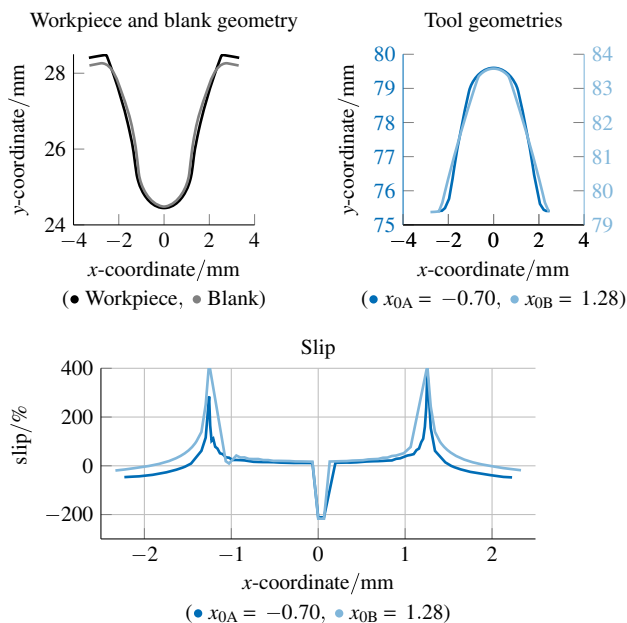 Workpiece and blank geometry
28
26
24
−4 −2 0 2 4
y-coordinate/mm
x-coordinate/mm
(• Workpiece, • Blank)
Tool geometries
80
79
78
77
76
75
84
83
82
81
80
79
−4 −2 0 2 4
y-coordinate/mm
x-coordinate/mm
(• x0A = −0.70, • x0B = 1.28)
Slip
400
200
0
−200
−2 −1 0 1 2
slip/%
x-coordinate/mm
(• x0A = −0.70, • x0B = 1.28)